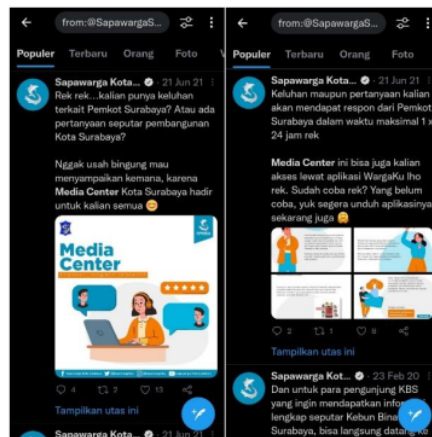 from:@SapawargaS...
Populer Terbaru Orang Foto
Sapawarga Kota... · 21 Jun 21
Rek rek...kalian punya keluhan
terkait Pemkot Surabaya? Atau ada
pertanyaan seputar pembangunan
Kota Surabaya?
Nggak usah bingung mau
menyampaikan kemana, karena
Media Center Kota Surabaya hadir
untuk kalian semua 😊
Media
Center
4 2 13
Tampilkan utas ini
Sapawarga Kota... · 21 Jun 21
from:@SapawargaS...
Populer Terbaru Orang Foto
Sapawarga Kota... · 21 Jun 21
Keluhan maupun pertanyaan kalian
akan mendapat respon dari Pemkot
Surabaya dalam waktu maksimal 1 x
24 jam rek
Media Center ini bisa juga kalian
akses lewat aplikasi WargaKu lho
rek. Sudah coba rek? Yang belum
coba, yuk segera unduh aplikasinya
sekarang juga
2 1 8
Tampilkan utas ini
Sapawarga Kot... · 23 Feb 20
Dan untuk para pengunjung KBS
yang ingin mendapatkan
lengkap seputar Kebun
Surabaya, bisa langsung